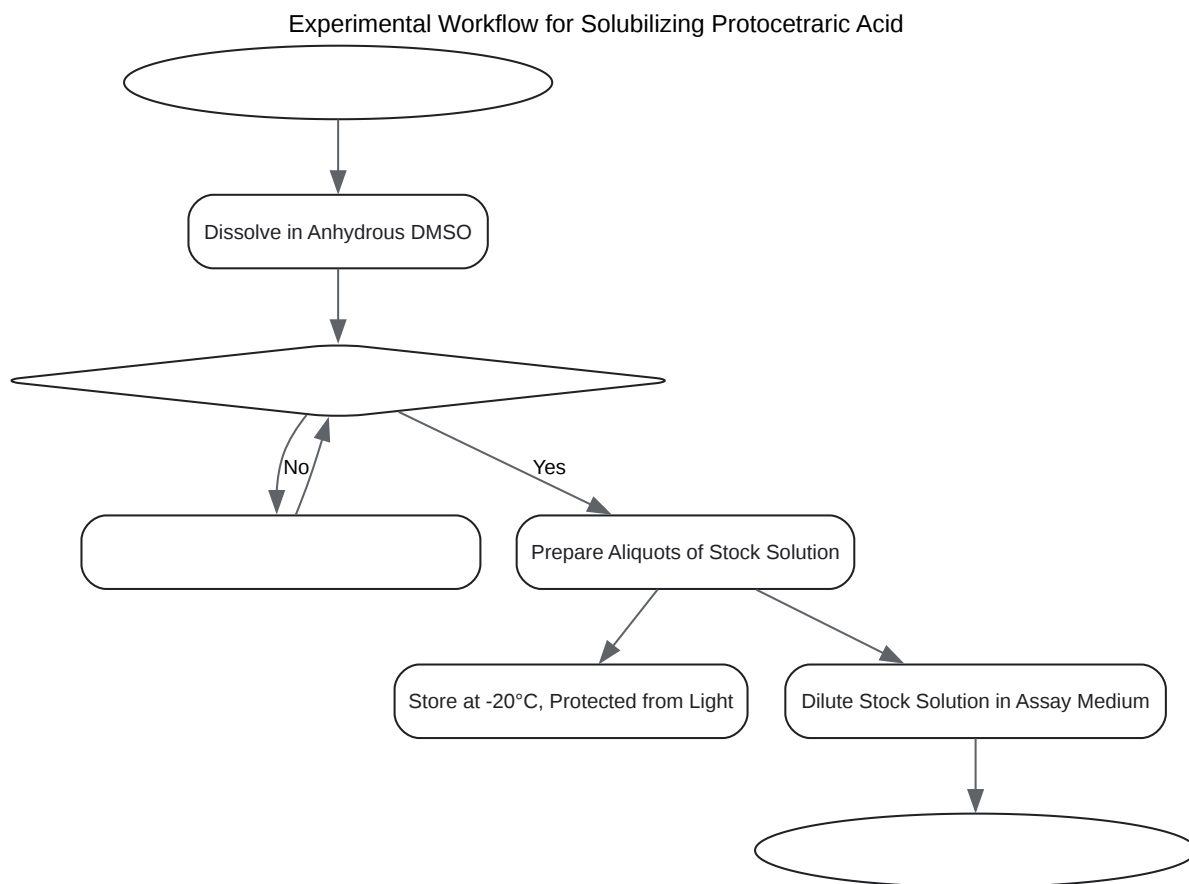 Experimental Workflow for Solubilizing Protocetraric Acid
Dissolve in Anhydrous DMSO
No
Yes
Prepare Aliquots of Stock Solution
Store at -20°C, Protected from Light
Dilute Stock Solution in Assay Medium